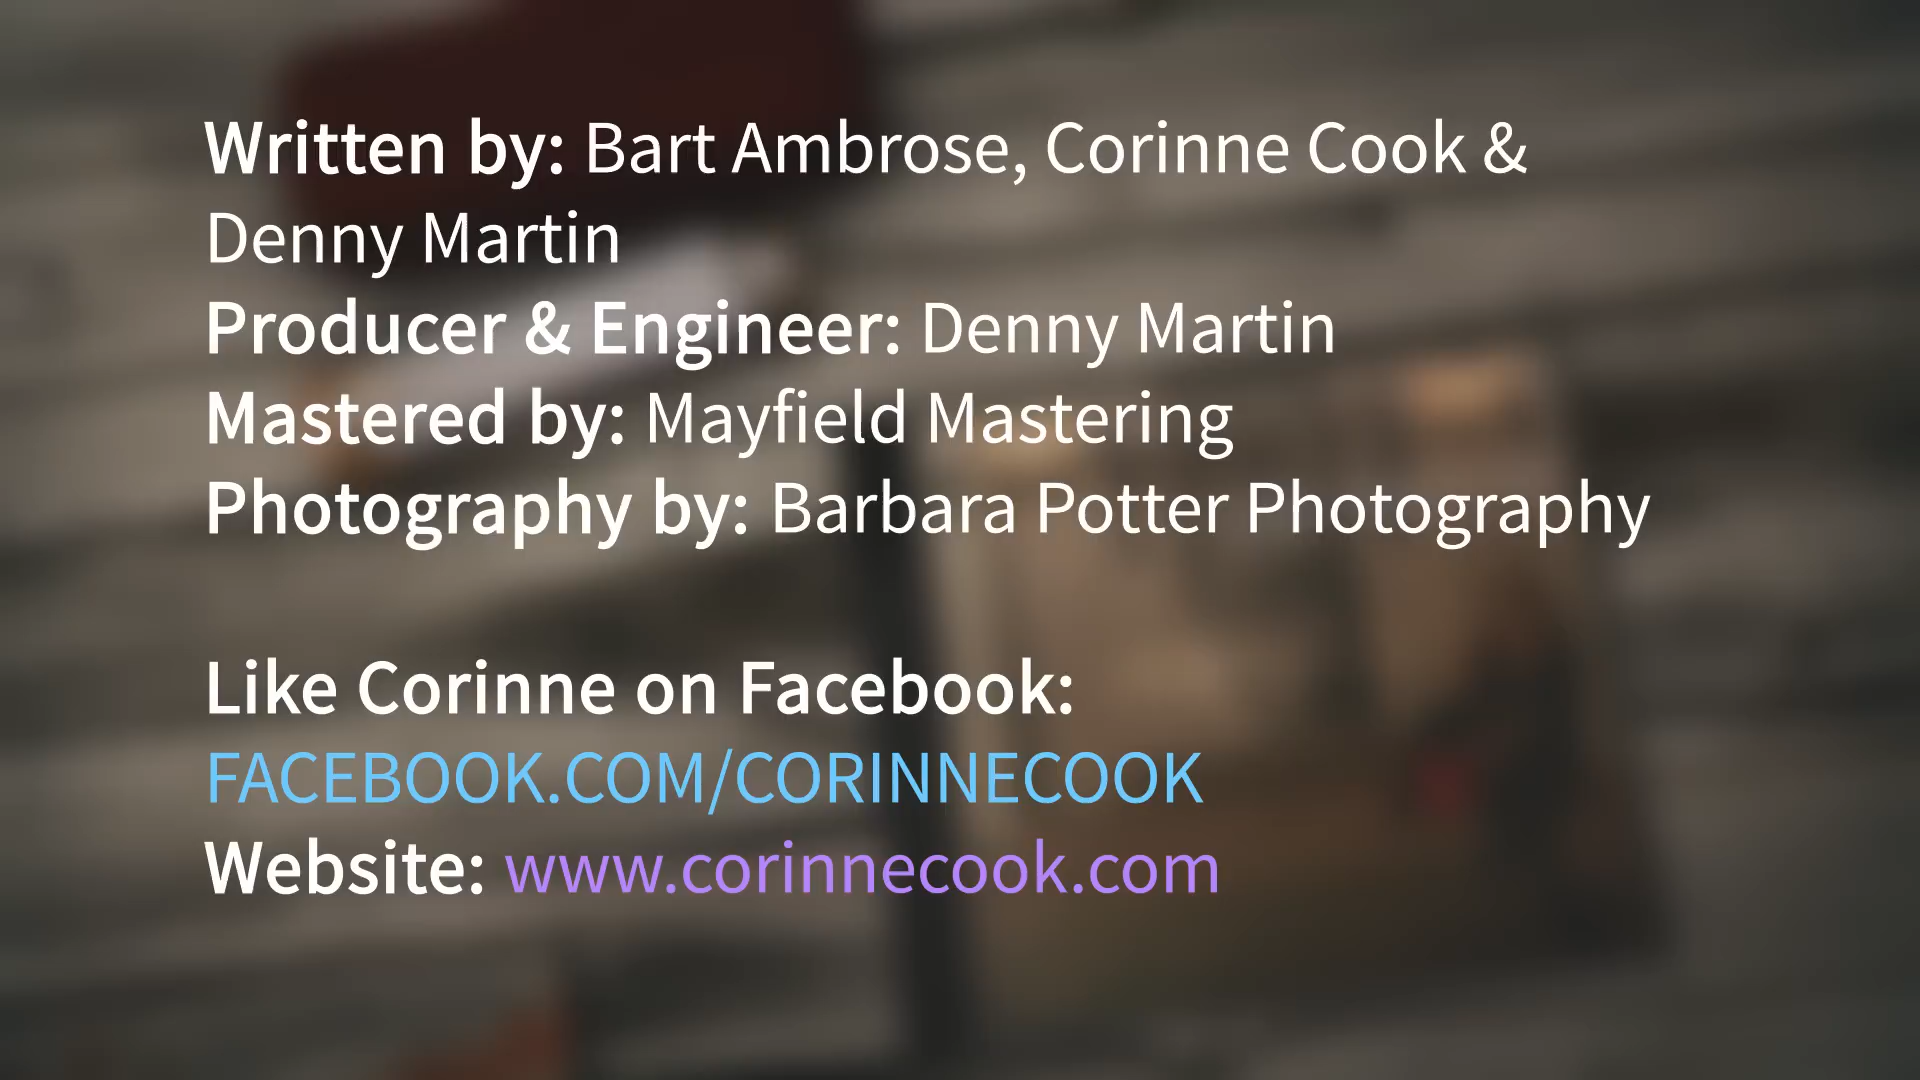 Written by: Bart Ambrose, Corinne Cook &
Denny Martin
Producer & Engineer: Denny Martin
Mastered by: Mayfield Mastering
Photography by: Barbara Potter Photography
Like Corinne on Facebook:
FACEBOOK.COM/CORINNECOOK
Website: www.corinnecook.com